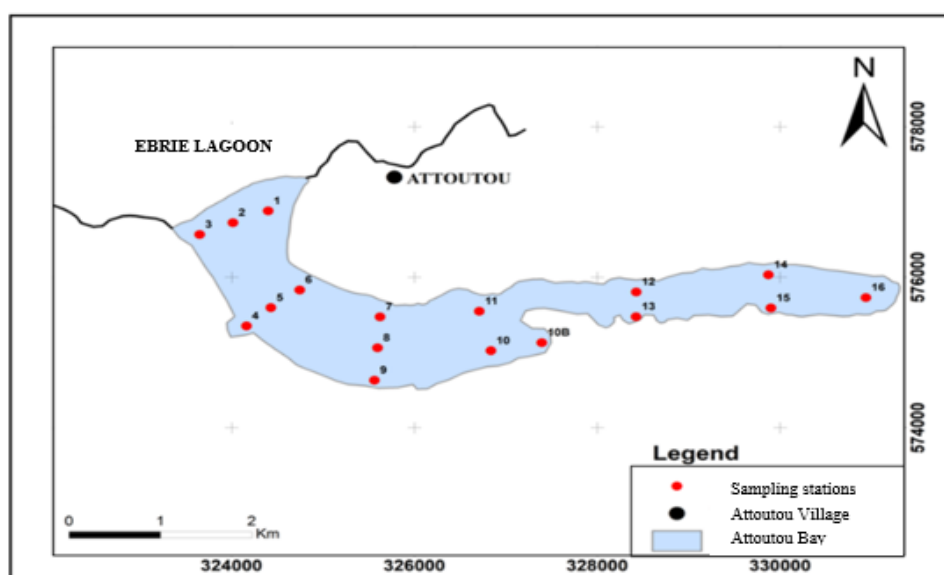 N
EBRIE LAGOON
ATTOUTOU
1
2
3
4
5
6
7
8
9
10
10B
11
12
13
14
15
16
578000
576000
574000
Legend
Sampling stations
Attoutou Village
Attoutou Bay
0 1 2
Km
324000 326000 328000 330000